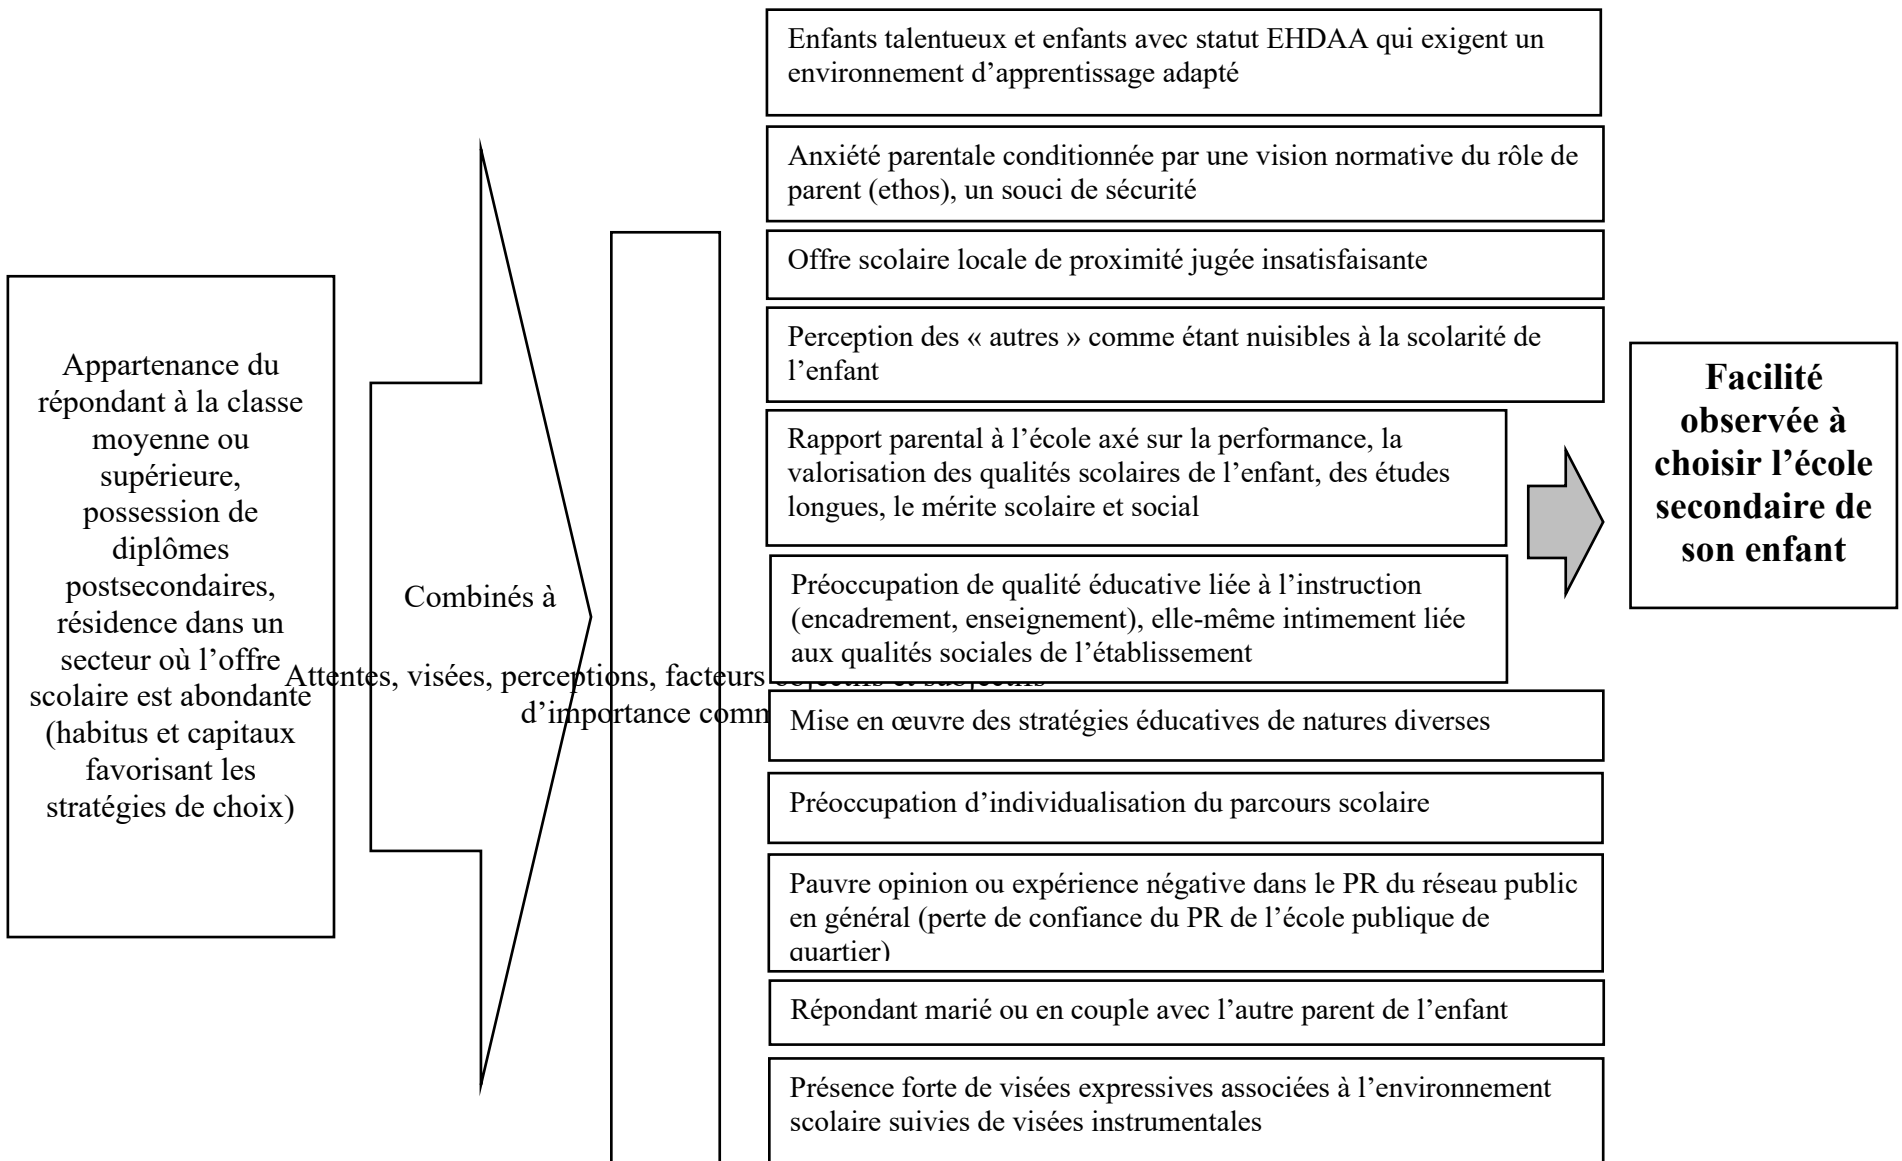 Appartenance du
répondant à la classe
moyenne ou
supérieure,
possession de
diplômes
postsecondaires,
résidence dans un
secteur où l’offre
scolaire est abondante
(habitus et capitaux
favorisant les
stratégies de choix)
Combinés à
Attentes, visées, perceptions, facteurs objectifs et subjectifs
d’importance
Enfants talentueux et enfants avec statut EHDAA qui exigent un
environnement d’apprentissage adapté
Anxiété parentale conditionnée par une vision normative du rôle de
parent (ethos), un souci de sécurité
Offre scolaire locale de proximité jugée insatisfaisante
Perception des « autres » comme étant nuisibles à la scolarité de
l’enfant
Rapport parental à l’école axé sur la performance, la
valorisation des qualités scolaires de l’enfant, des études
longues, le mérite scolaire et social
Préoccupation de qualité éducative liée à l’instruction
(encadrement, enseignement), elle-même intimement liée
aux qualités sociales de l’établissement
Mise en œuvre des stratégies éducatives de natures diverses
Préoccupation d’individualisation du parcours scolaire
Pauvre opinion ou expérience négative dans le PR du réseau public
en général (perte de confiance du PR de l’école publique de
quartier)
Répondant marié ou en couple avec l’autre parent de l’enfant
Présence forte de visées expressives associées à l’environnement
scolaire suivies de visées instrumentales
Facilité
observée à
choisir l’école
secondaire de
son enfant